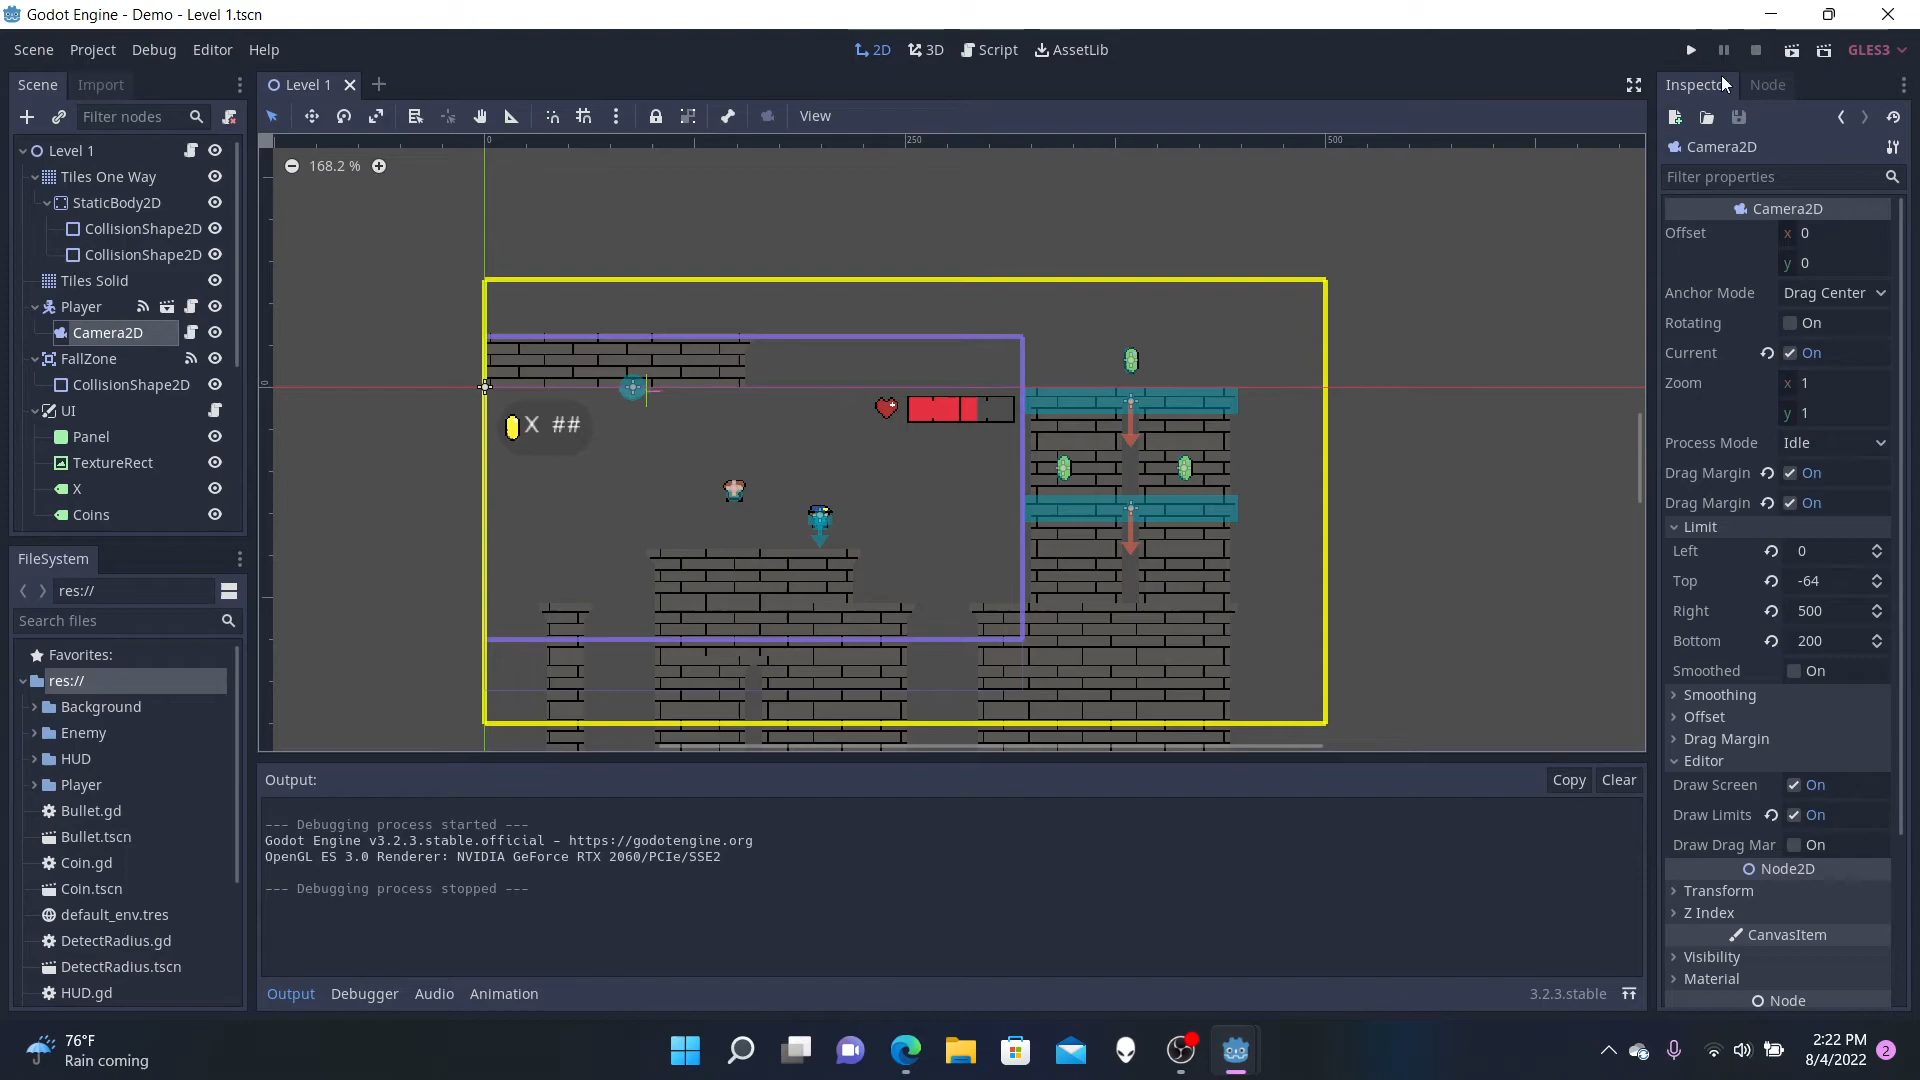 Godot Engine - Demo - Level 1.tscn
Scene Project Debug Editor Help
2D 3D Script AssetLib
GLES3
Scene Import
Level 1
Inspector Node
Filter nodes
View
Camera2D
168.2 %
Filter properties
0 250 500
0
X ##
Level 1
Tiles One Way
StaticBody2D
CollisionShape2D
CollisionShape2D
Tiles Solid
Player
Camera2D
FallZone
CollisionShape2D
UI
Panel
TextureRect
X
Coins
FileSystem
res://
Search files
Favorites:
res://
Background
Enemy
HUD
Player
Bullet.gd
Bullet.tscn
Coin.gd
Coin.tscn
default_env.tres
DetectRadius.gd
DetectRadius.tscn
HUD.gd
Output:
Copy Clear
--- Debugging process started ---
Godot Engine v3.2.3.stable.official - https://godotengine.org
OpenGL ES 3.0 Renderer: NVIDIA GeForce RTX 2060/PCIe/SSE2
--- Debugging process stopped ---
Output Debugger Audio Animation
3.2.3.stable
Camera2D
Offset x 0
y 0
Anchor Mode Drag Center
Rotating On
Current On
Zoom x 1
y 1
Process Mode Idle
Drag Margin On
Drag Margin On
Limit
Left 0
Top -64
Right 500
Bottom 200
Smoothed On
Smoothing
Offset
Drag Margin
Editor
Draw Screen On
Draw Limits On
Draw Drag Mar On
Node2D
Transform
Z Index
CanvasItem
Visibility
Material
Node
76°F
Rain coming
2:22 PM
8/4/2022
2